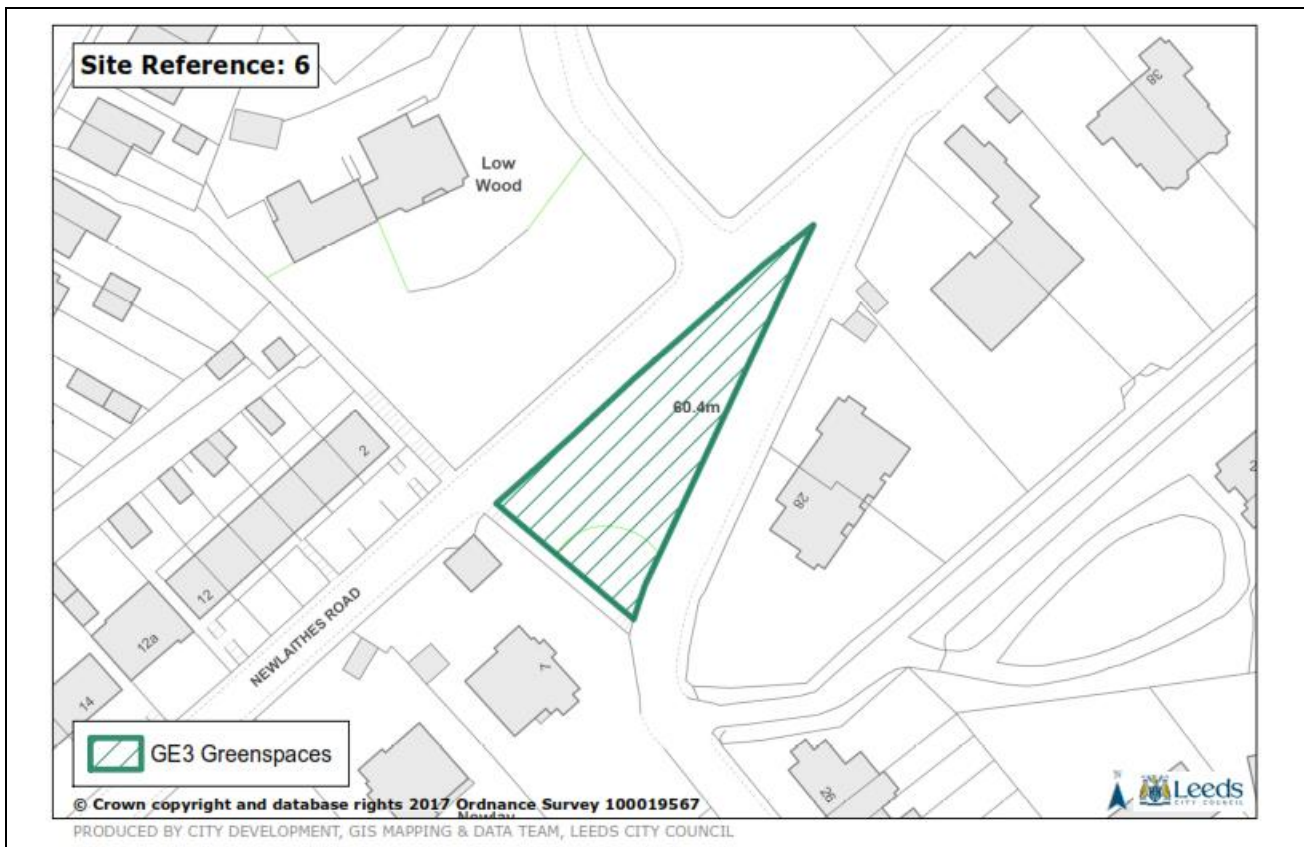 Site Reference: 6
38
Low
Wood
60.4m
2
28
12
12a
NEWLAITHES ROAD
14
1
26
GE3 Greenspaces
N
Leeds
CITY COUNCIL
© Crown copyright and database rights 2017 Ordnance Survey 100019567
Newlay
PRODUCED BY CITY DEVELOPMENT, GIS MAPPING & DATA TEAM, LEEDS CITY COUNCIL